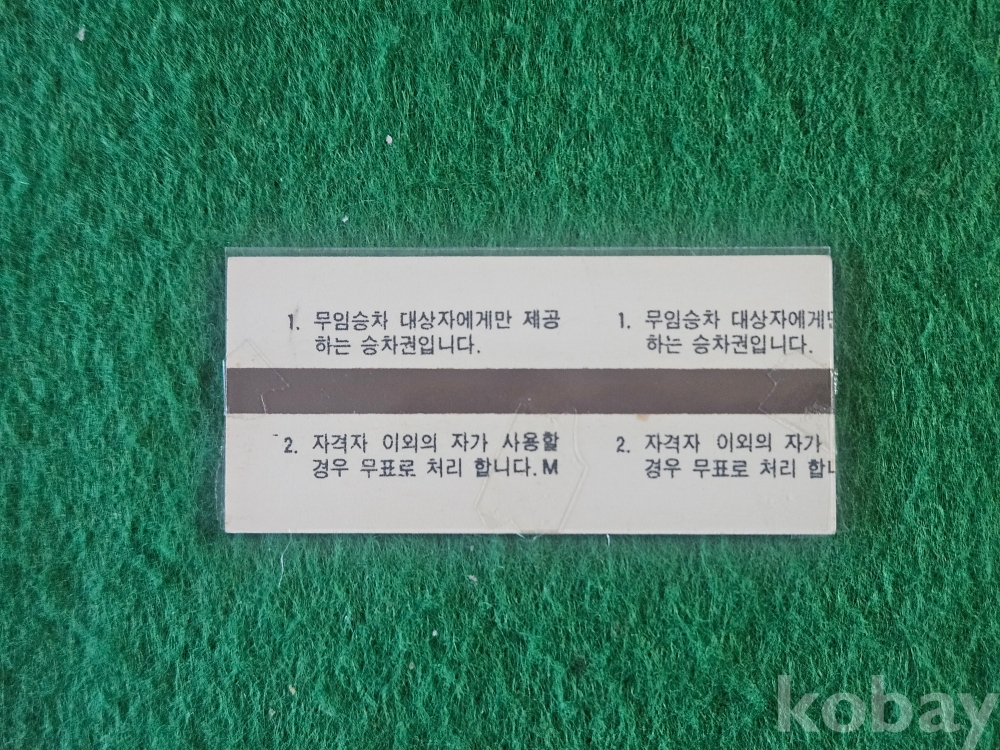 1. 무임승차 대상자에게만 제공
하는 승차권입니다.
2. 자격자 이외의 자가 사용할
경우 무표로 처리 합니다.M
1. 무임승차 대상자에게
하는 승차권입니다.
2. 자격자 이외의 자가
경우 무표로 처리 합
kobay